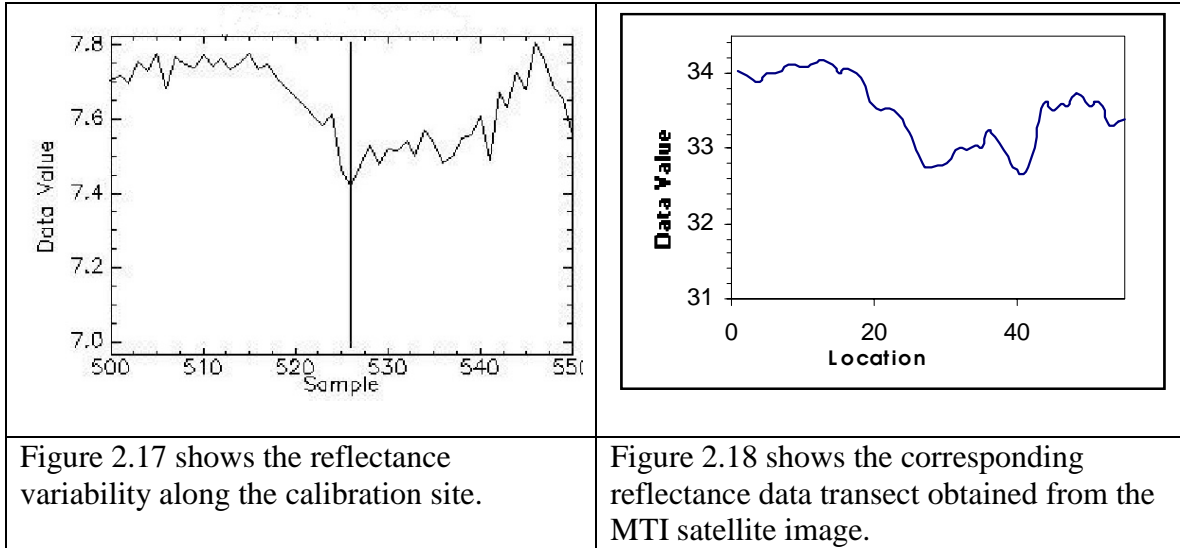 7.8
7.6
7.4
7.2
7.0
Data Value
500 510 520 530 540 550
Sample
34
33
32
31
Data Value
0 20 40
Location
Figure 2.17 shows the reflectance
variability along the calibration site.
Figure 2.18 shows the corresponding
reflectance data transect obtained from the
MTI satellite image.